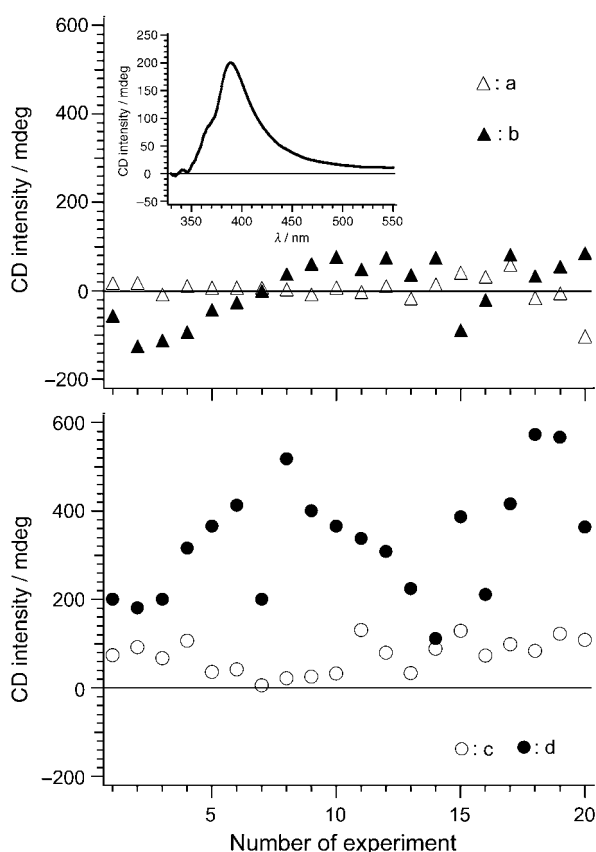 600
400
200
0
−200
CD intensity / mdeg
250
200
150
100
50
0
−50
CD intensity / mdeg
350
400
450
500
550
λ / nm
: a
: b
600
400
200
0
−200
CD intensity / mdeg
: c
: d
5
10
15
20
Number of experiment